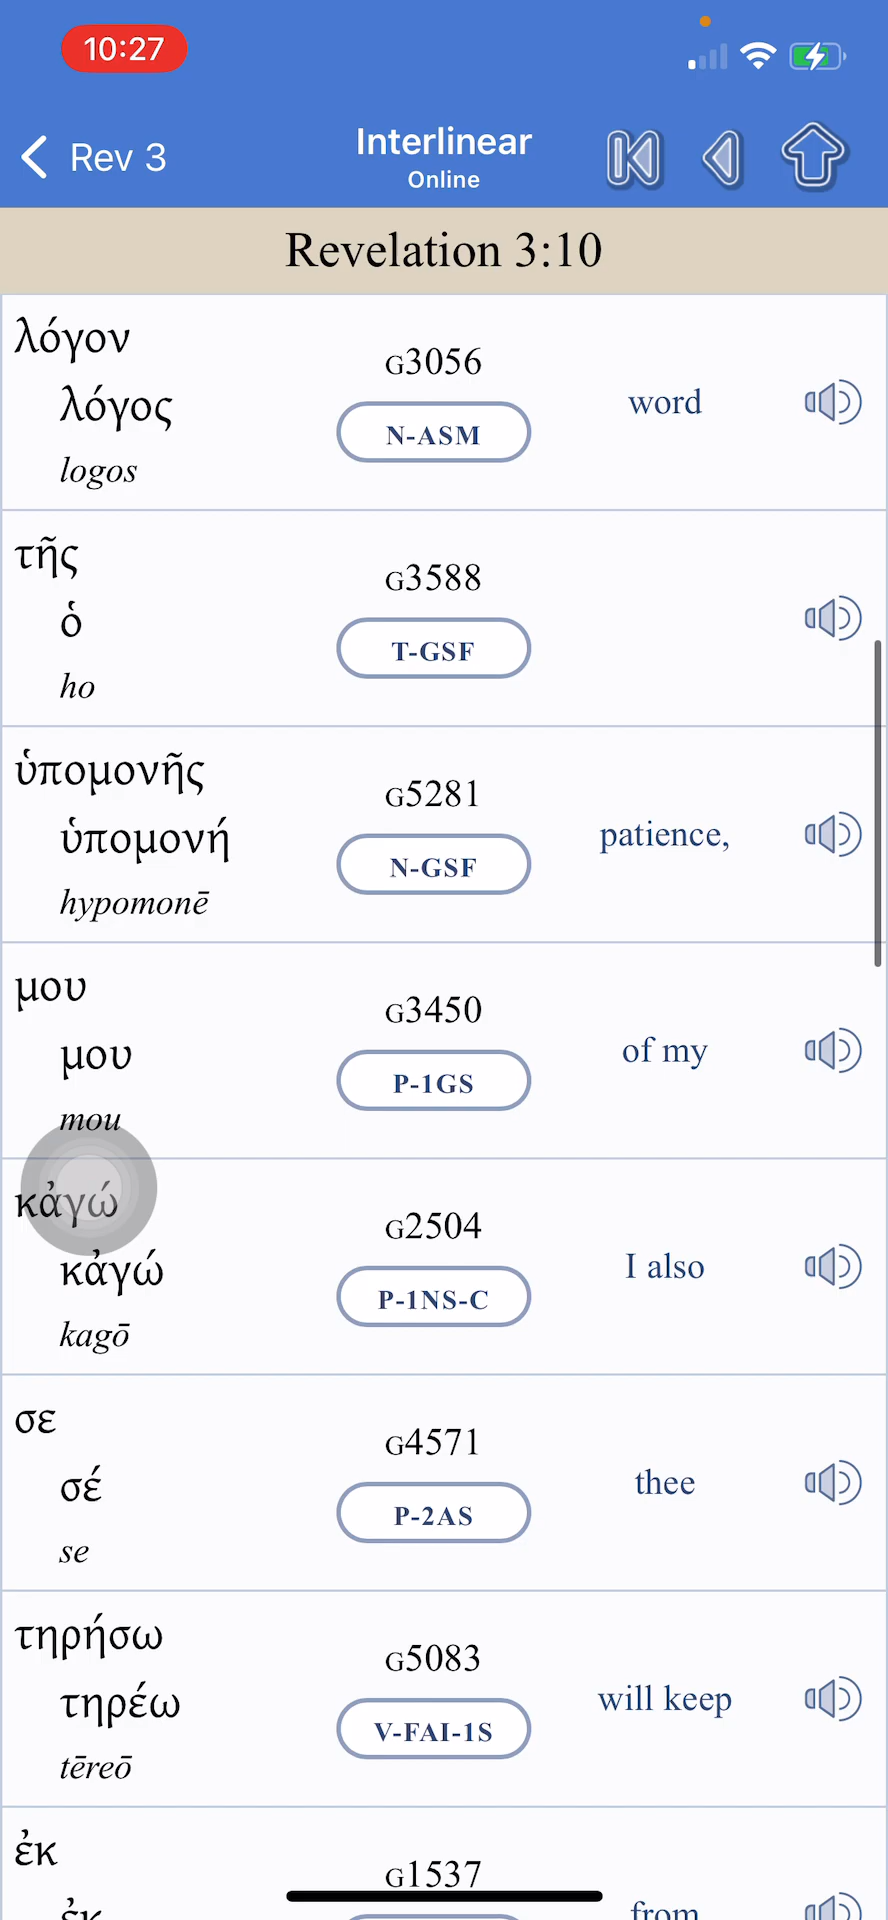 10:27
Rev 3
Interlinear
Online
Revelation 3:10
λόγον
λόγος
logos
G3056
N-ASM
word
τῆς
ὁ
ho
G3588
T-GSF
ὑπομονῆς
ὑπομονή
hypomonē
G5281
N-GSF
patience,
μου
μου
mou
G3450
P-1GS
of my
κἀγώ
κἀγώ
kagō
G2504
P-1NS-C
I also
σε
σέ
se
G4571
P-2AS
thee
τηρήσω
τηρέω
tēreō
G5083
V-FAI-1S
will keep
ἐκ
ἐκ
G1537
from